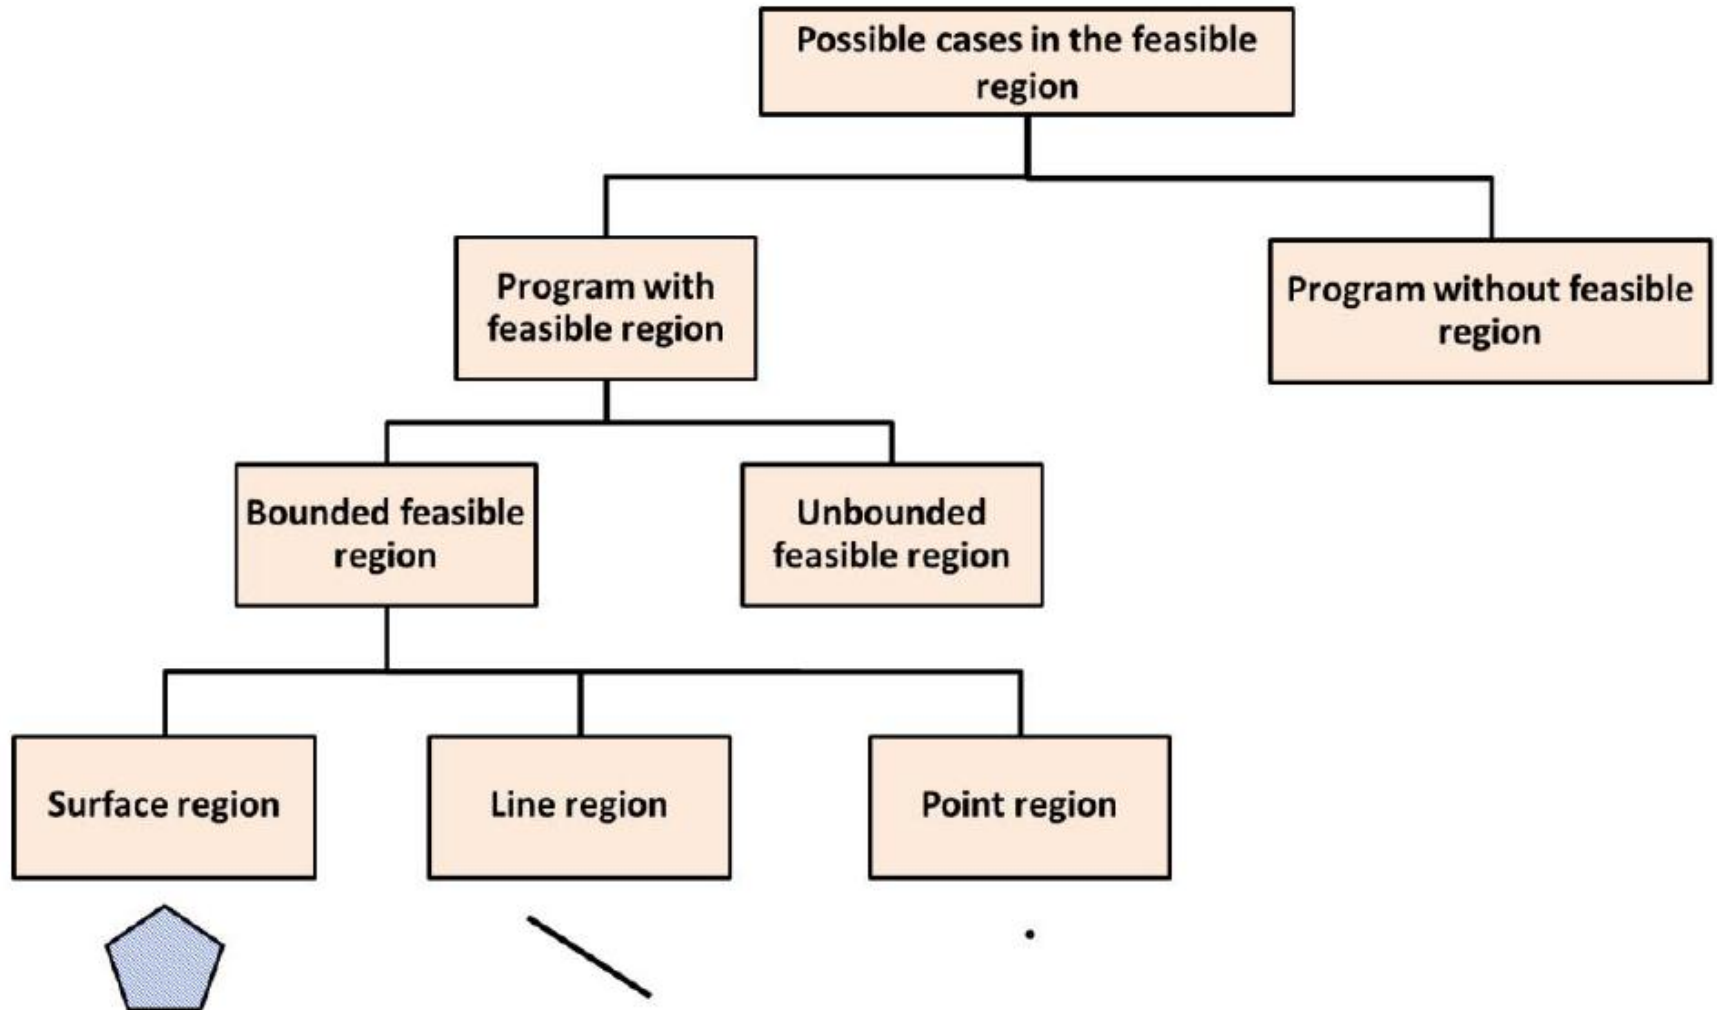 Possible cases in the feasible
region
Program with
feasible region
Program without feasible
region
Bounded feasible
region
Unbounded
feasible region
Surface region
Line region
Point region